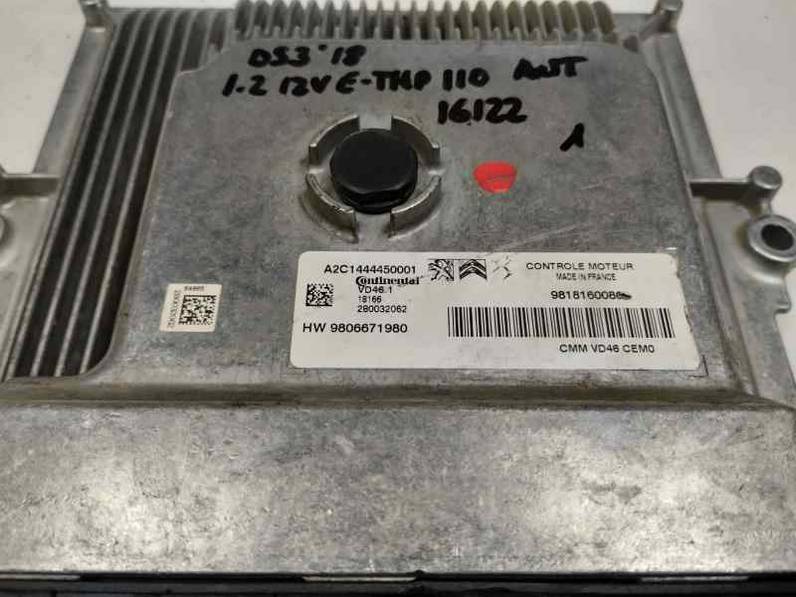 DS3 '18
1.2 12V E-THP 110 AUT
16122
1
A2C1444450001
Continental
VD46.1
18166
280032062
HW 9806671980
CONTROLE MOTEUR
MADE IN FRANCE
CMM VD46 CEM0